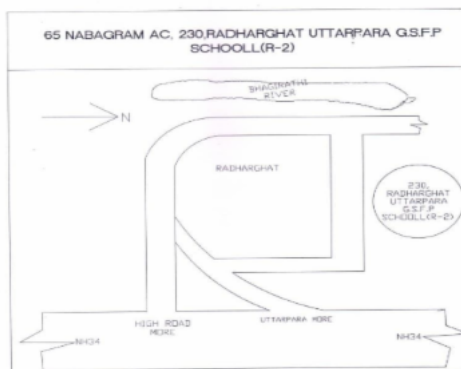 65 NABAGRAM AC, 230,RADHARGHAT UTTARPARA G.S.F.P
SCHOOLL(R-2)
BHAGIRATHI
RIVER
N
RADHARGHAT
230,
RADHARGHAT
UTTARPARA
G.S.F.P
SCHOOLL(R-2)
HIGH ROAD
MORE
UTTARPARA MORE
NH34
NH34